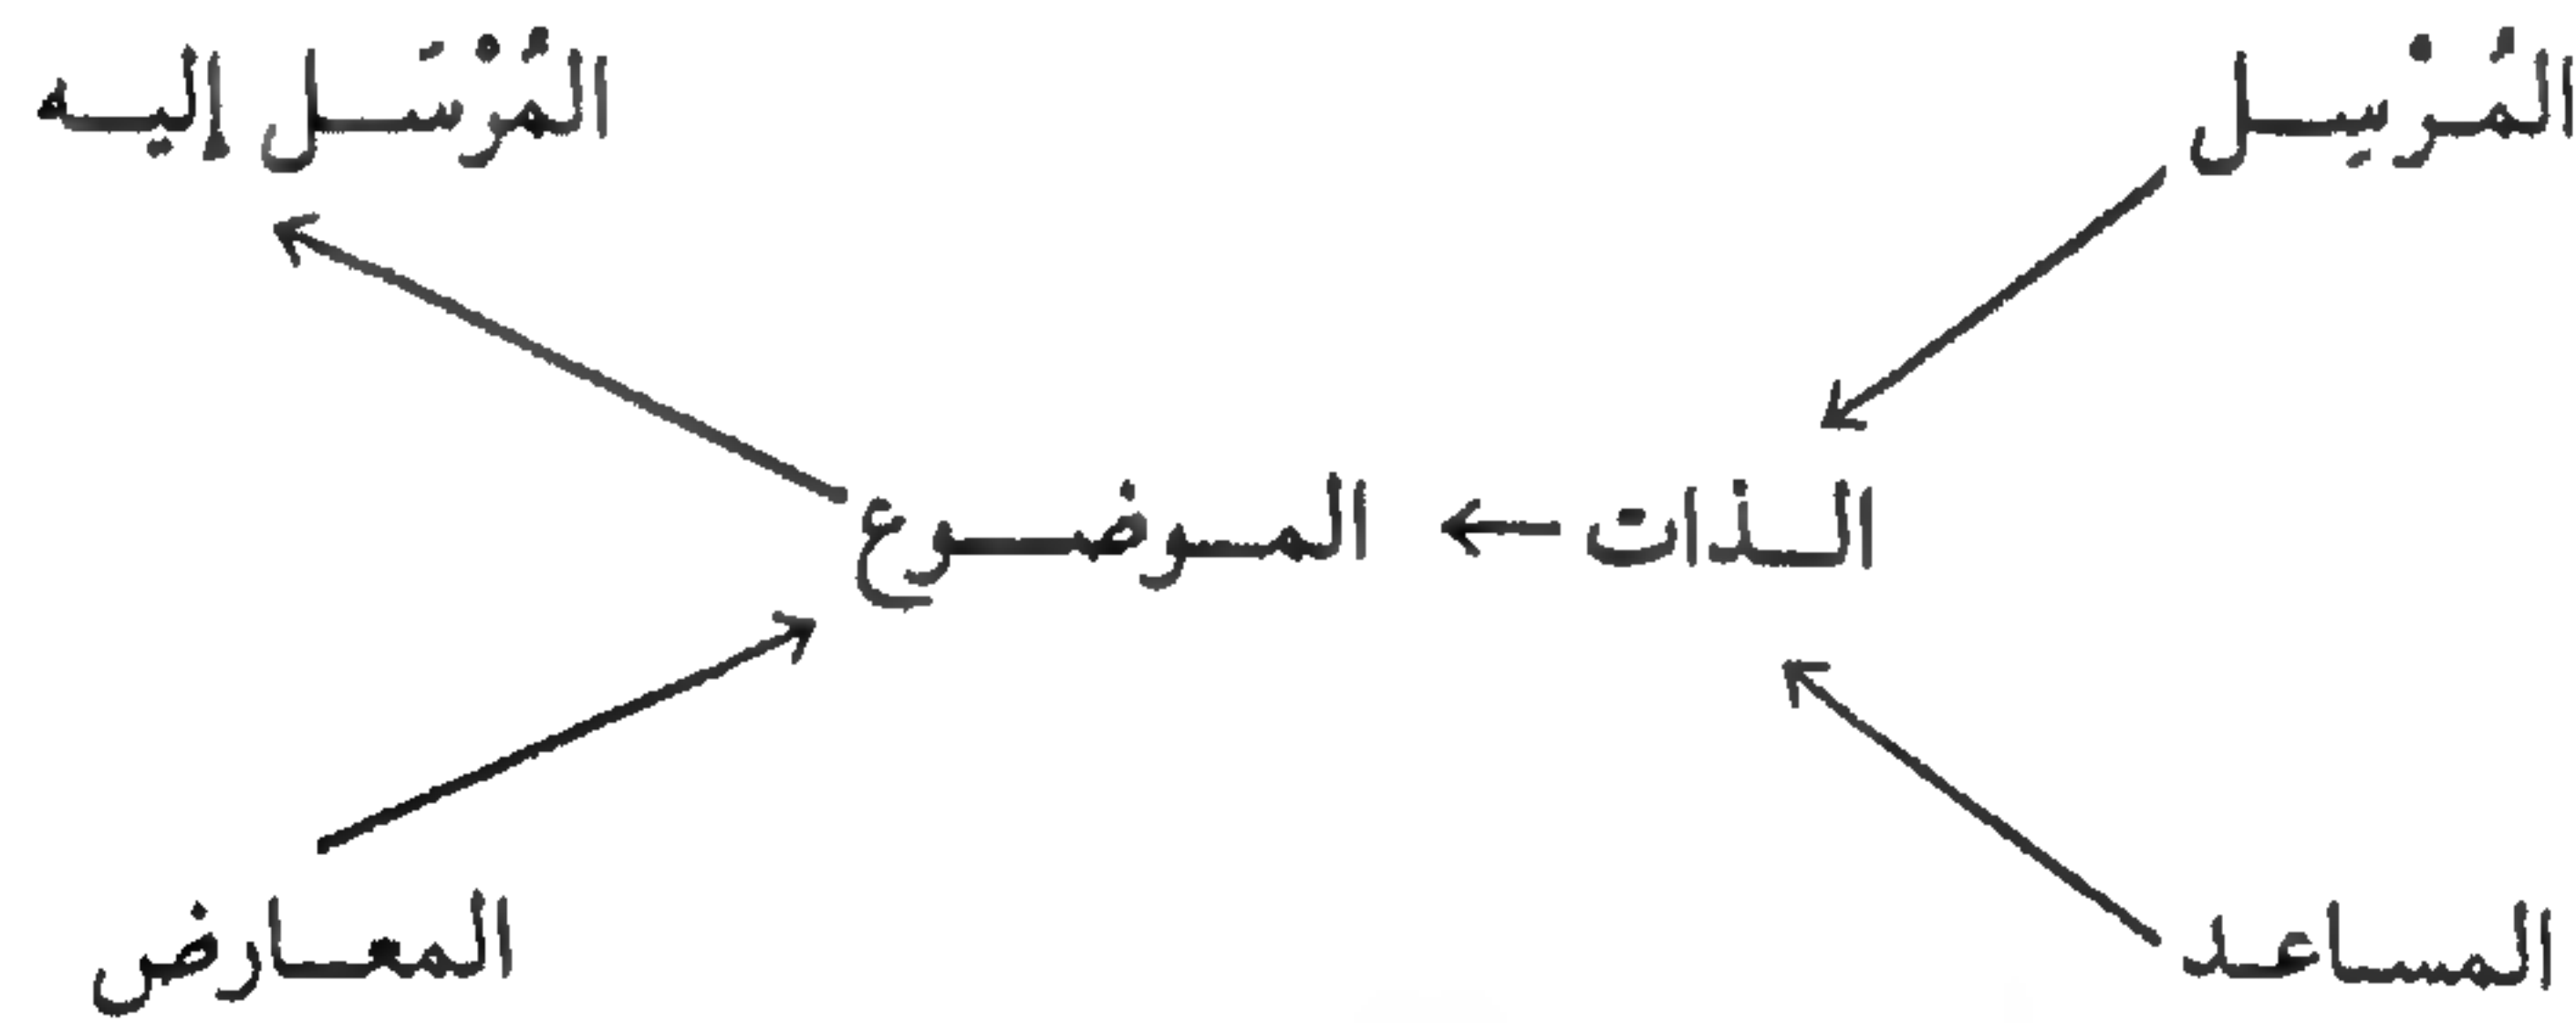 المُرْسِل المُرْسَل إليه
الذات ← الموضوع
المساعد المعارض